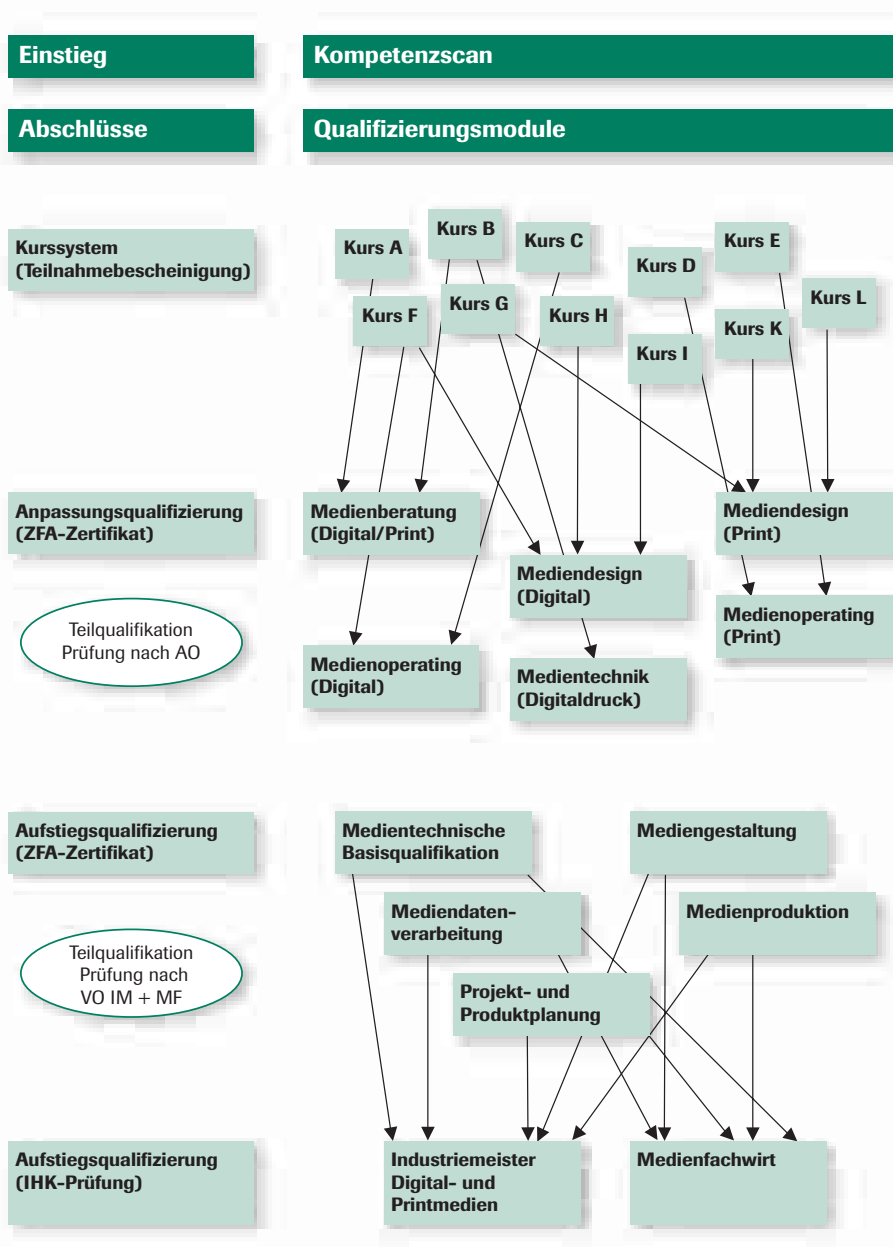 Einstieg
Kompetenzscan
Abschlüsse
Qualifizierungsmodule
Kurssystem
(Teilnahmebescheinigung)
Kurs A
Kurs B
Kurs C
Kurs D
Kurs E
Kurs F
Kurs G
Kurs H
Kurs I
Kurs K
Kurs L
Anpassungsqualifizierung
(ZFA-Zertifikat)
Medienberatung
(Digital/Print)
Mediendesign
(Print)
Mediendesign
(Digital)
Teilqualifikation
Prüfung nach AO
Medienoperating
(Print)
Medienoperating
(Digital)
Medientechnik
(Digitaldruck)
Aufstiegsqualifizierung
(ZFA-Zertifikat)
Medientechnische
Basisqualifikation
Mediengestaltung
Mediendaten-
verarbeitung
Medienproduktion
Teilqualifikation
Prüfung nach
VO IM + MF
Projekt- und
Produktplanung
Aufstiegsqualifizierung
(IHK-Prüfung)
Industriemeister
Digital- und
Printmedien
Medienfachwirt